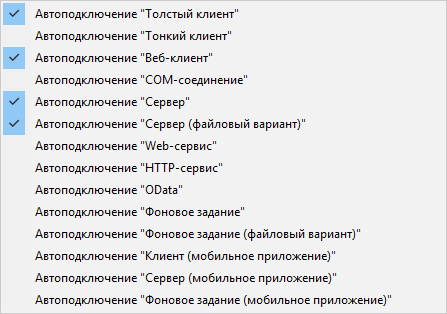 Автоподключение "Толстый клиент"
Автоподключение "Тонкий клиент"
Автоподключение "Веб-клиент"
Автоподключение "COM-соединение"
Автоподключение "Сервер"
Автоподключение "Сервер (файловый вариант)"
Автоподключение "Web-сервис"
Автоподключение "HTTP-сервис"
Автоподключение "OData"
Автоподключение "Фоновое задание"
Автоподключение "Фоновое задание (файловый вариант)"
Автоподключение "Клиент (мобильное приложение)"
Автоподключение "Сервер (мобильное приложение)"
Автоподключение "Фоновое задание (мобильное приложение)"